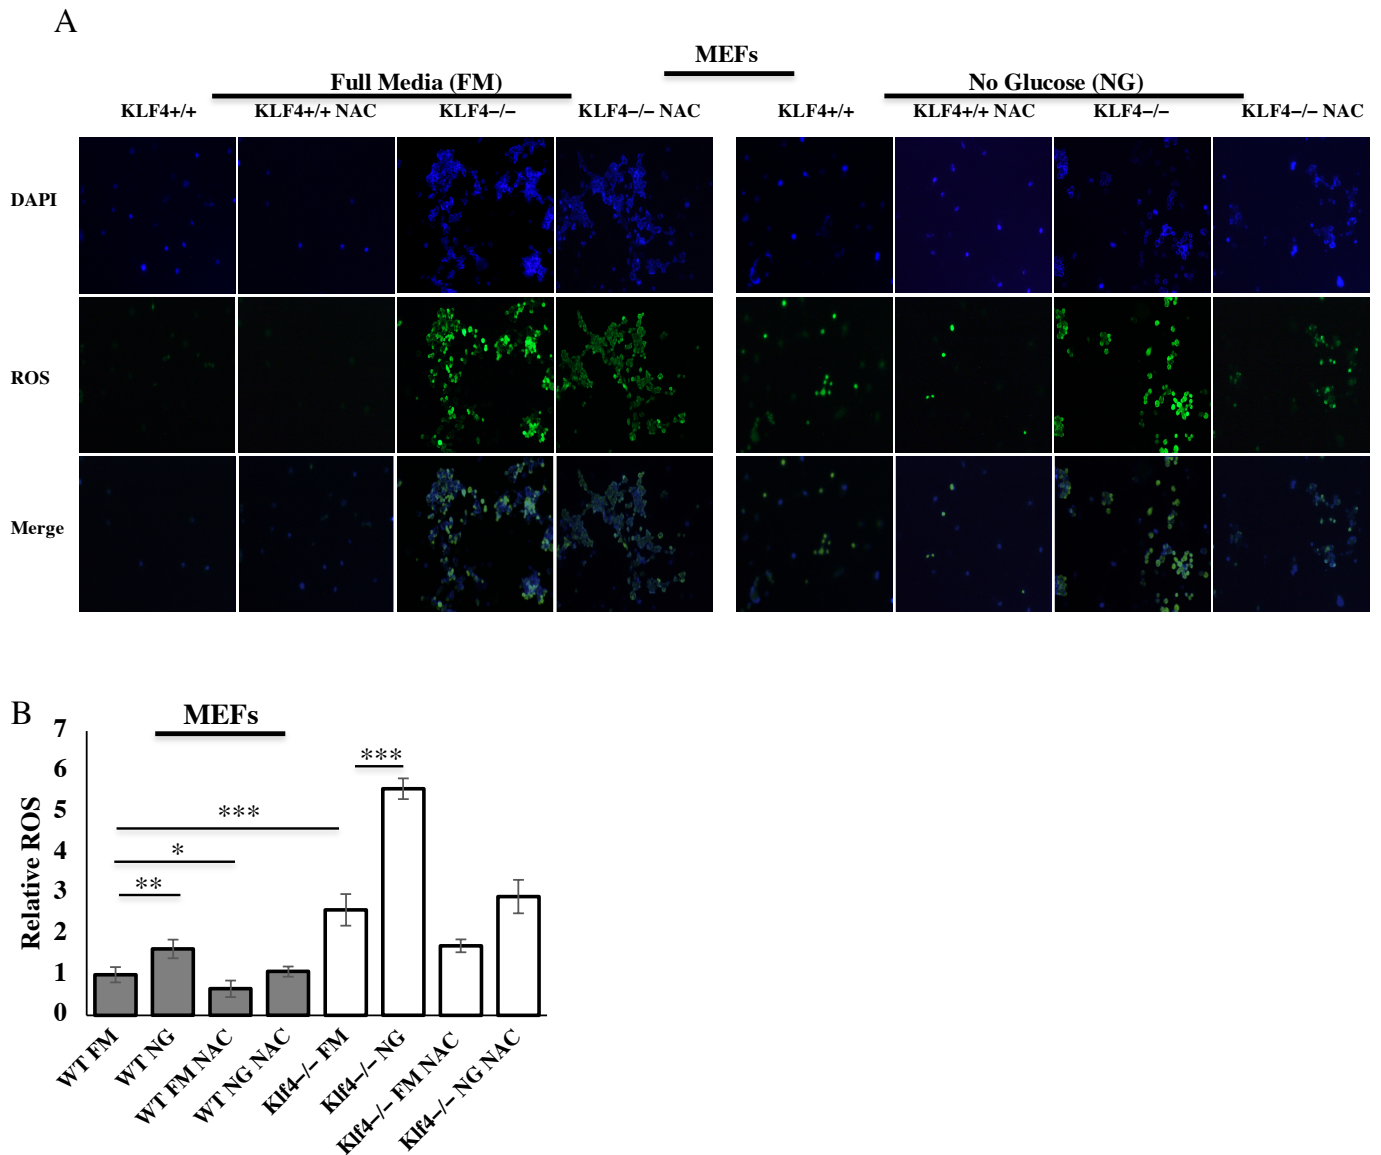 A
MEFs
Full Media (FM)
No Glucose (NG)
KLF4+/+
KLF4+/+ NAC
KLF4−/−
KLF4−/− NAC
KLF4+/+
KLF4+/+ NAC
KLF4−/−
KLF4−/− NAC
DAPI
ROS
Merge
B
MEFs
7
6
5
4
3
2
1
0
Relative ROS
***
***
*
**
WT FM
WT NG
WT FM NAC
WT NG NAC
Klf4−/− FM
Klf4−/− NG
Klf4−/− FM NAC
Klf4−/− NG NAC